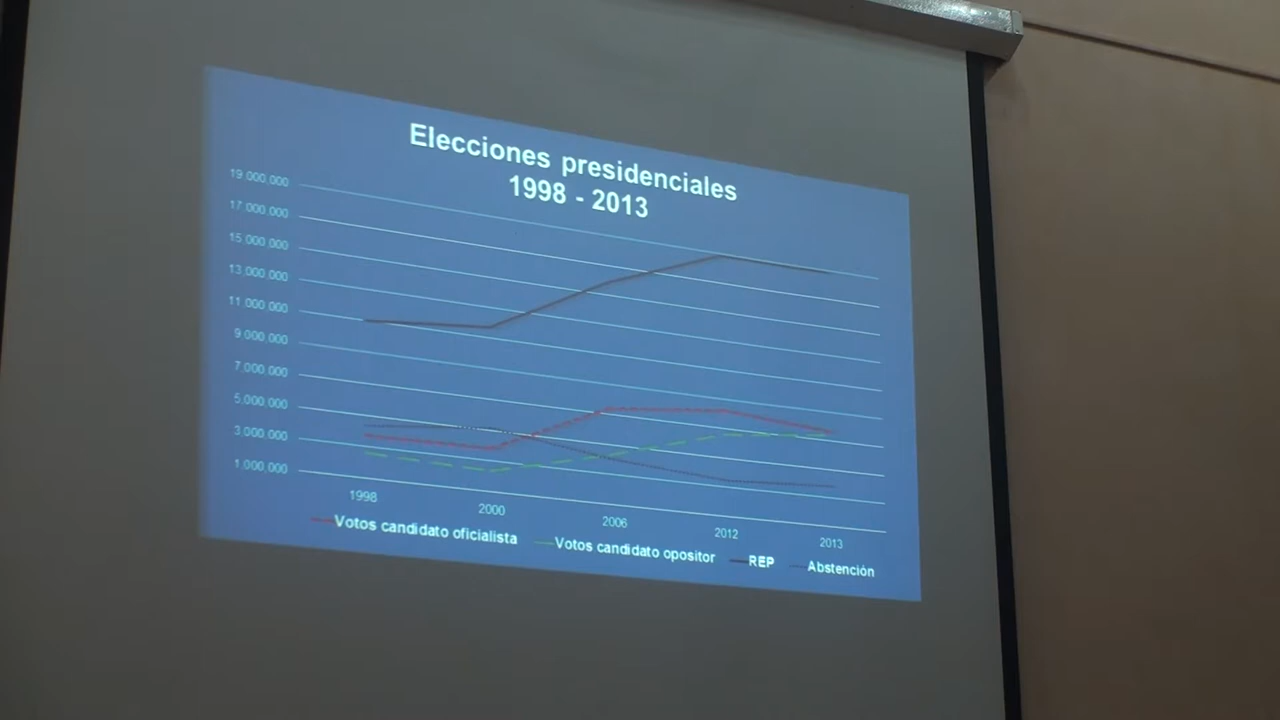 Elecciones presidenciales
1998 - 2013
19.000,000
17 000,000
15,000,000
13 000,000
11 000,000
9 000,000
7,000,000
5,000,000
3,000,000
1,000,000
1998
2000
2006
2012
2013
Votos candidato oficialista
Votos candidato opositor
REP
Abstención